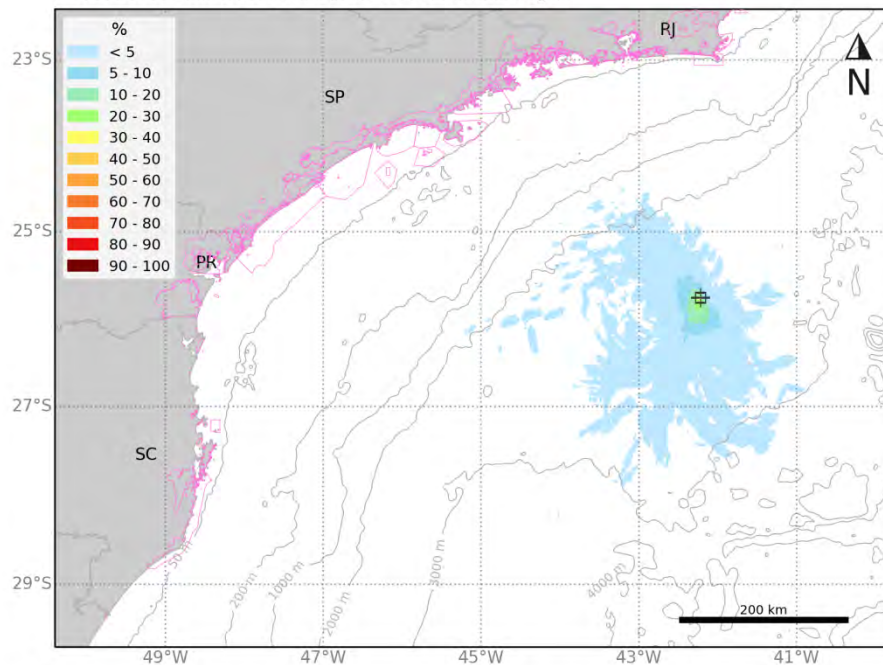 %
< 5
5 - 10
10 - 20
20 - 30
30 - 40
40 - 50
50 - 60
60 - 70
70 - 80
80 - 90
90 - 100
RJ
SP
PR
SC
N
23°S
25°S
27°S
29°S
50 m
200 m
1000 m
2000 m
3000 m
4000 m
200 km
49°W
47°W
45°W
43°W
41°W